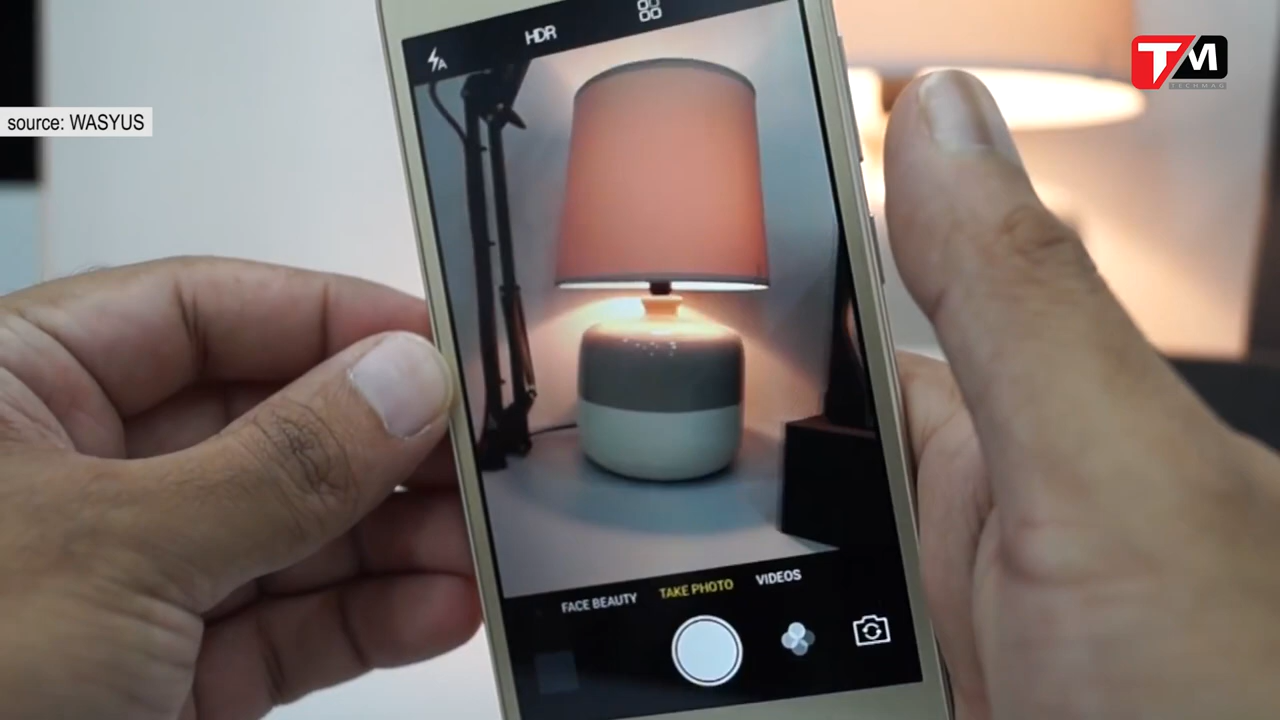 TM
TECHMAG
source: WASYUS
HDR
A
FACE BEAUTY
TAKE PHOTO
VIDEOS